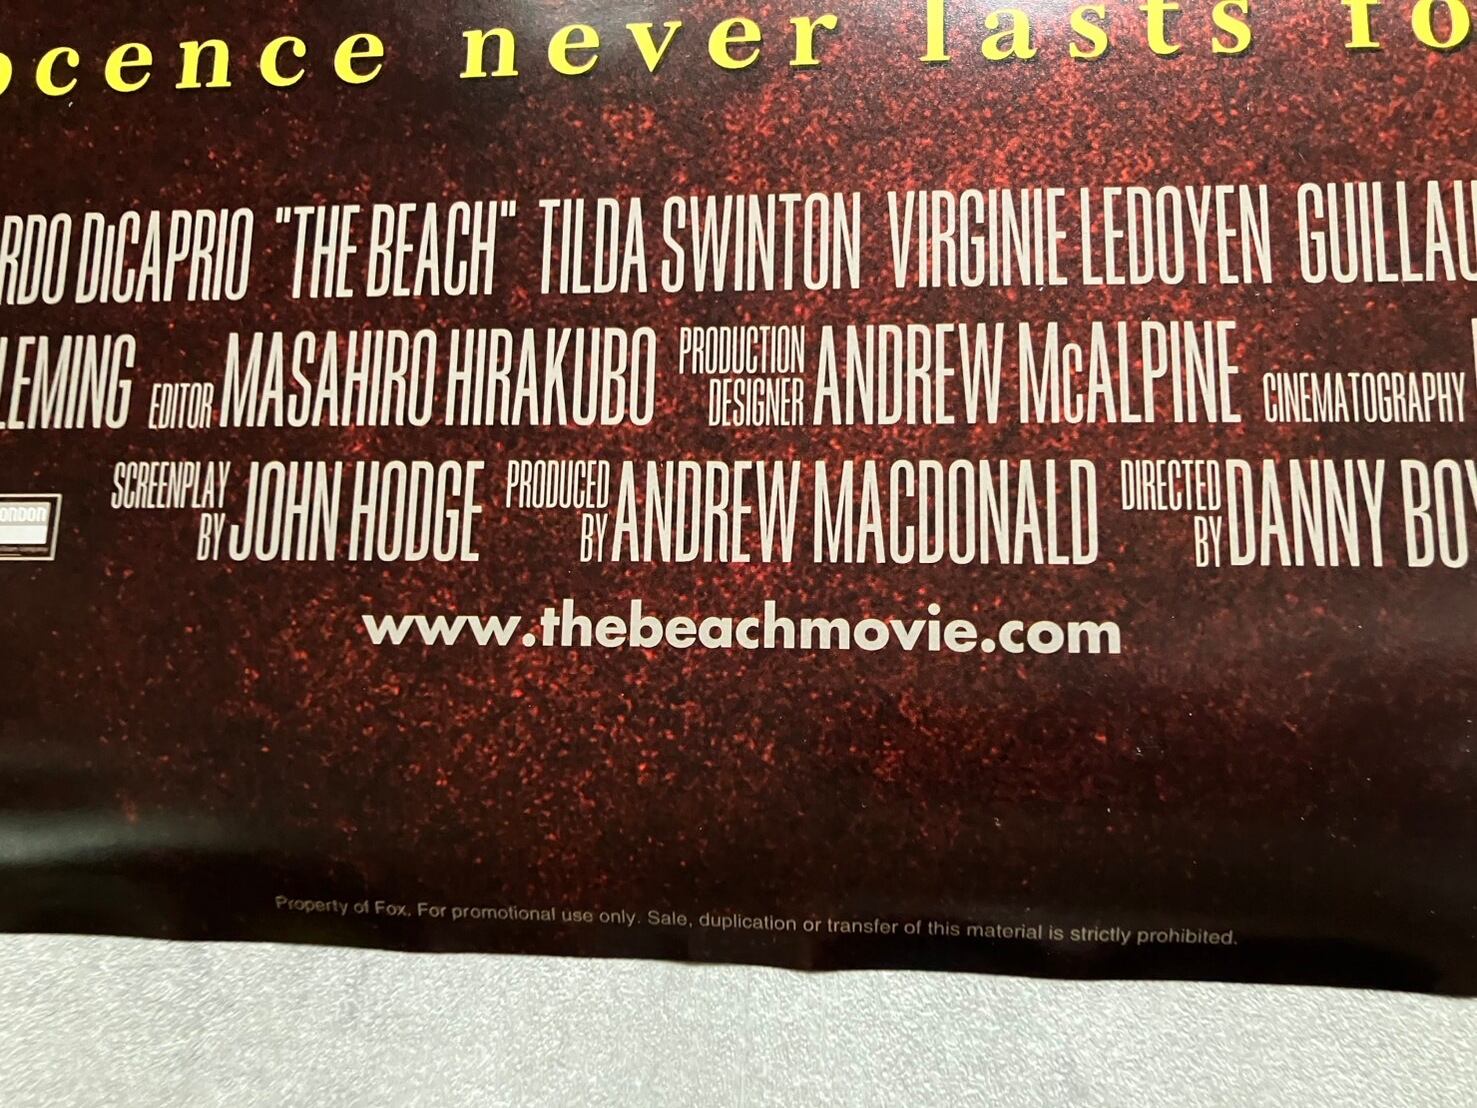 ocence never lasts fo
RDO DiCAPRIO "THE BEACH" TILDA SWINTON VIRGINIE LEDOYEN GUILLAU
LEMING EDITOR MASAHIRO HIRAKUBO PRODUCTION DESIGNER ANDREW McALPINE CINEMATOGRAPHY
ONDON SCREENPLAY BY JOHN HODGE PRODUCED BY ANDREW MACDONALD DIRECTED BY DANNY BOY
www.thebeachmovie.com
Property of Fox. For promotional use only. Sale, duplication or transfer of this material is strictly prohibited.